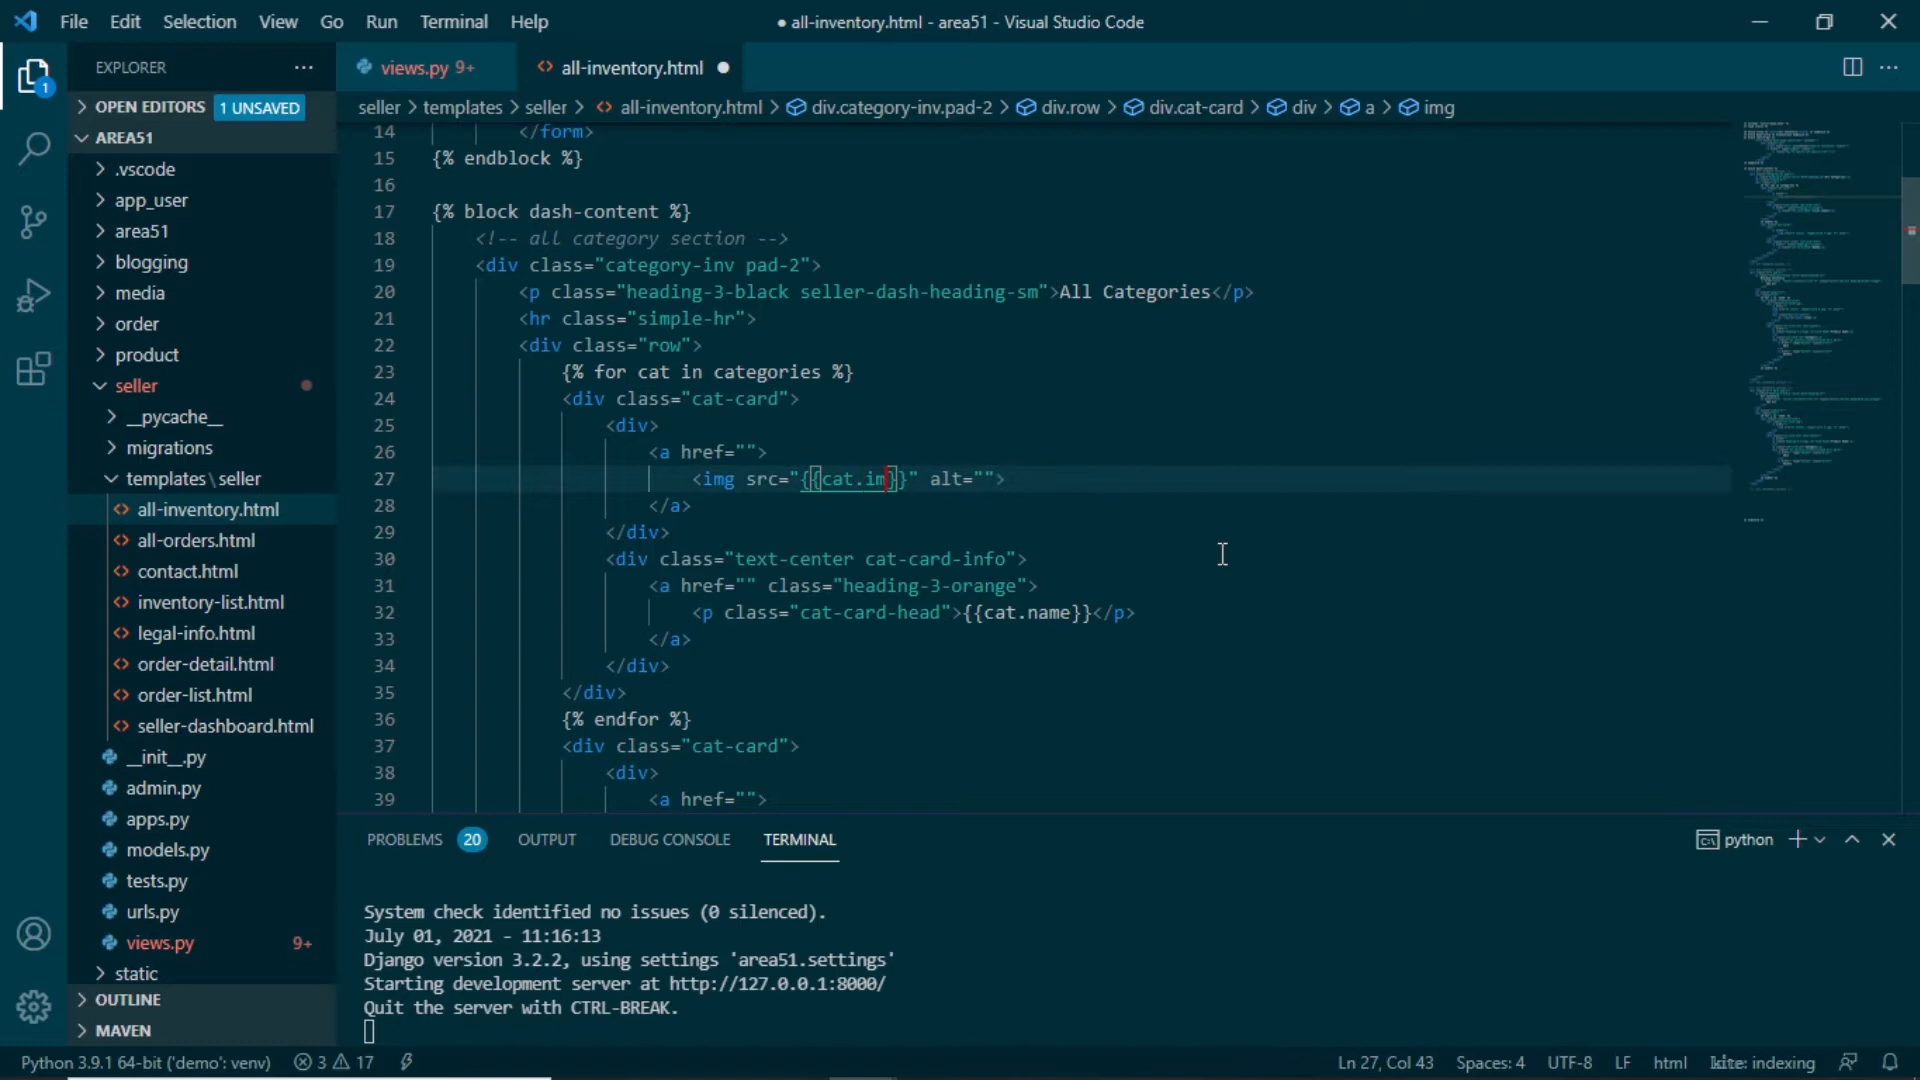 File Edit Selection View Go Run Terminal Help
● all-inventory.html - area51 - Visual Studio Code
EXPLORER
views.py 9+
all-inventory.html
OPEN EDITORS 1 UNSAVED
seller > templates > seller > all-inventory.html > div.category-inv.pad-2 > div.row > div.cat-card > div > a > img
1
AREA51
.vscode
app_user
area51
blogging
media
order
product
seller
__pycache__
migrations
templates\seller
all-inventory.html
all-orders.html
contact.html
inventory-list.html
legal-info.html
order-detail.html
order-list.html
seller-dashboard.html
__init__.py
admin.py
apps.py
models.py
tests.py
urls.py
views.py 9+
static
OUTLINE
MAVEN
14 </form>
15 {% endblock %}
16
17 {% block dash-content %}
18 <!-- all category section -->
19 <div class="category-inv pad-2">
20 <p class="heading-3-black seller-dash-heading-sm">All Categories</p>
21 <hr class="simple-hr">
22 <div class="row">
23 {% for cat in categories %}
24 <div class="cat-card">
25 <div>
26 <a href="">
27 <img src="{{cat.im}}" alt="">
28 </a>
29 </div>
30 <div class="text-center cat-card-info">
31 <a href="" class="heading-3-orange">
32 <p class="cat-card-head">{{cat.name}}</p>
33 </a>
34 </div>
35 </div>
36 {% endfor %}
37 <div class="cat-card">
38 <div>
39 <a href="">
PROBLEMS 20 OUTPUT DEBUG CONSOLE TERMINAL
python
System check identified no issues (0 silenced).
July 01, 2021 - 11:16:13
Django version 3.2.2, using settings 'area51.settings'
Starting development server at http://127.0.0.1:8000/
Quit the server with CTRL-BREAK.
Python 3.9.1 64-bit ('demo': venv) 3 17
Ln 27, Col 43 Spaces: 4 UTF-8 LF html kite: indexing